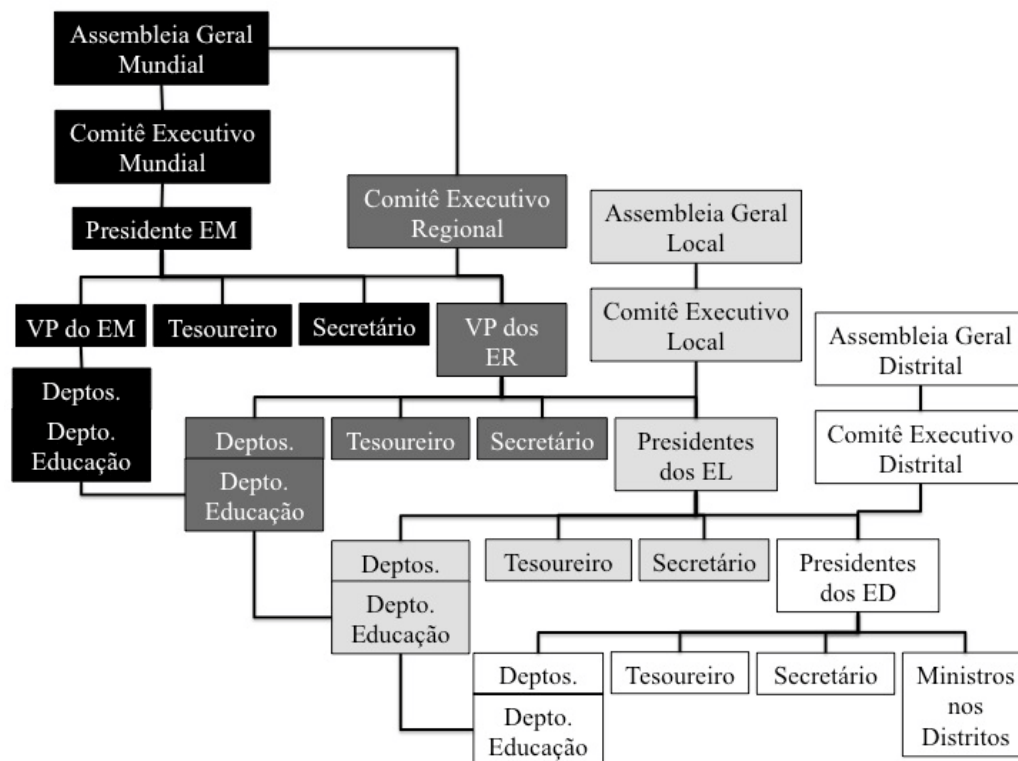 Assembleia Geral
Mundial
Comitê Executivo
Mundial
Comitê Executivo
Regional
Assembleia Geral
Local
Presidente EM
VP do EM
Tesoureiro
Secretário
VP dos
ER
Comitê Executivo
Local
Assembleia Geral
Distrital
Deptos.
Depto.
Educação
Deptos.
Depto.
Educação
Tesoureiro
Secretário
Presidentes
dos EL
Comitê Executivo
Distrital
Deptos.
Depto.
Educação
Tesoureiro
Secretário
Presidentes
dos ED
Deptos.
Depto.
Educação
Tesoureiro
Secretário
Ministros
nos
Distritos